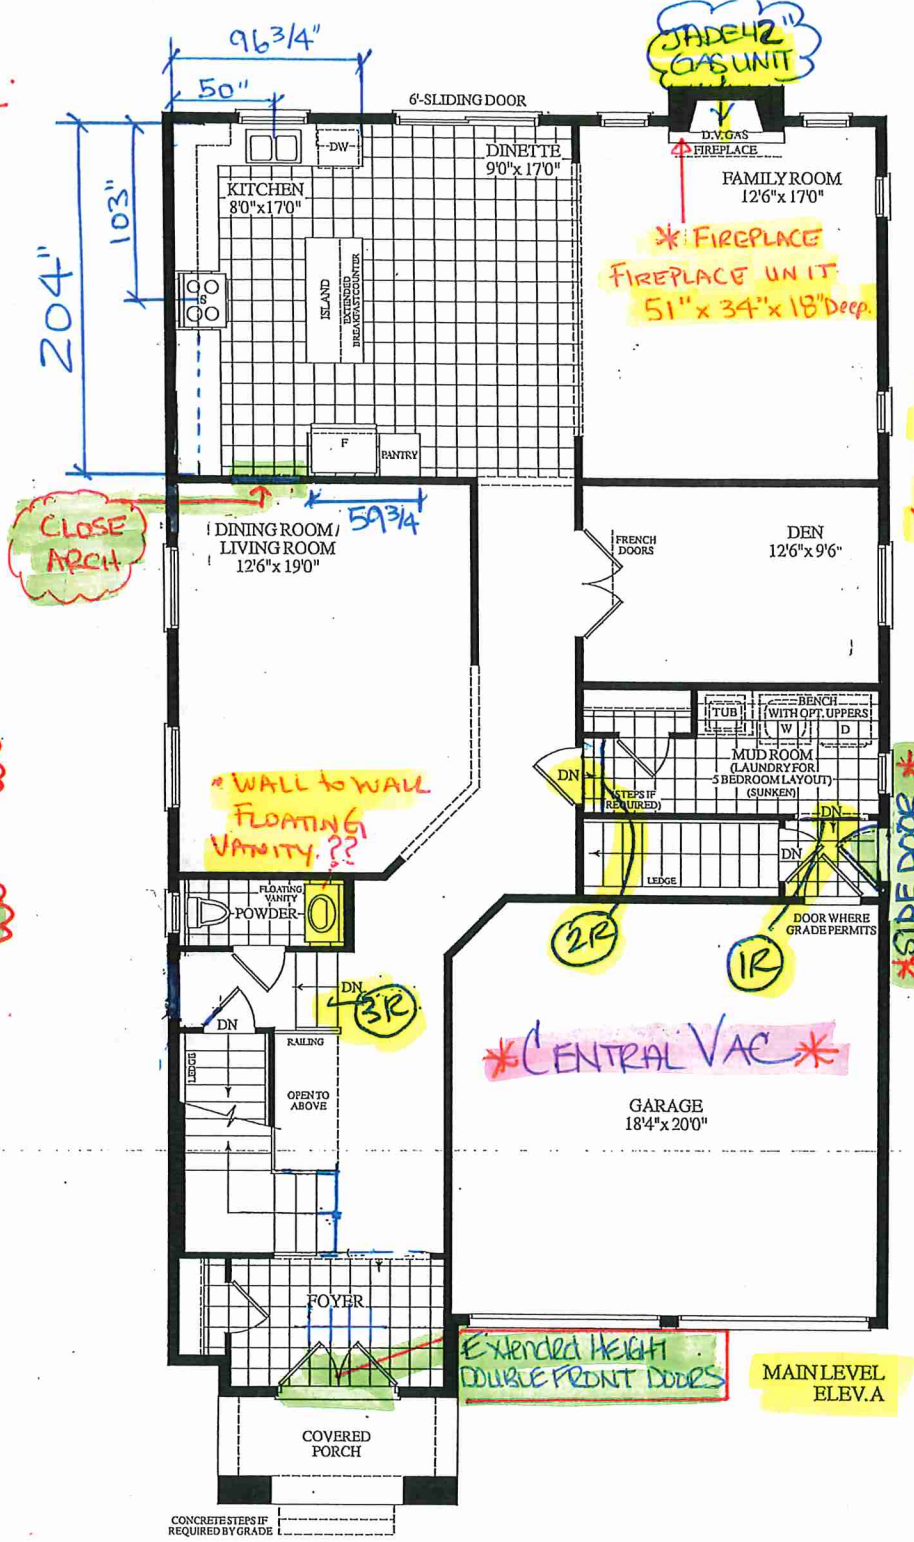 JADE 42"
GAS UNIT
96 3/4"
50"
6'-SLIDING DOOR
D.V. GAS
FIREPLACE
DW
DINETTE
9'0"x 17'0"
FAMILY ROOM
12'6"x 17'0"
KITCHEN
8'0"x17'0"
103"
204"
* FIREPLACE
FIREPLACE UNIT
51" x 34" x 18" Deep.
S
ISLAND
EXTENDED
BREAKFAST COUNTER
F
PANTRY
59 3/4
CLOSE
ARCH
DINING ROOM /
LIVING ROOM
12'6"x 19'0"
FRENCH
DOORS
DEN
12'6"x 9'6"
TUB
BENCH
WITH OPT. UPPERS
W
D
MUD ROOM
(LAUNDRY FOR
5 BEDROOM LAYOUT)
(SUNKEN)
DN
(STEPS IF
REQUIRED)
DN
DN
LEDGE
* WALL to WALL
FLOATING
VANITY. ??
*SIDE DOOR*
FLOATING
VANITY
POWDER
DOOR WHERE
GRADE PERMITS
2R
1R
DN
3R
DN
RAILING
LEDGE
OPEN TO
ABOVE
*CENTRAL VAC*
GARAGE
18'4"x 20'0"
FOYER
Extended HEIGHT
DOUBLE FRONT DOORS
MAIN LEVEL
ELEV. A
COVERED
PORCH
CONCRETE STEPS IF
REQUIRED BY GRADE